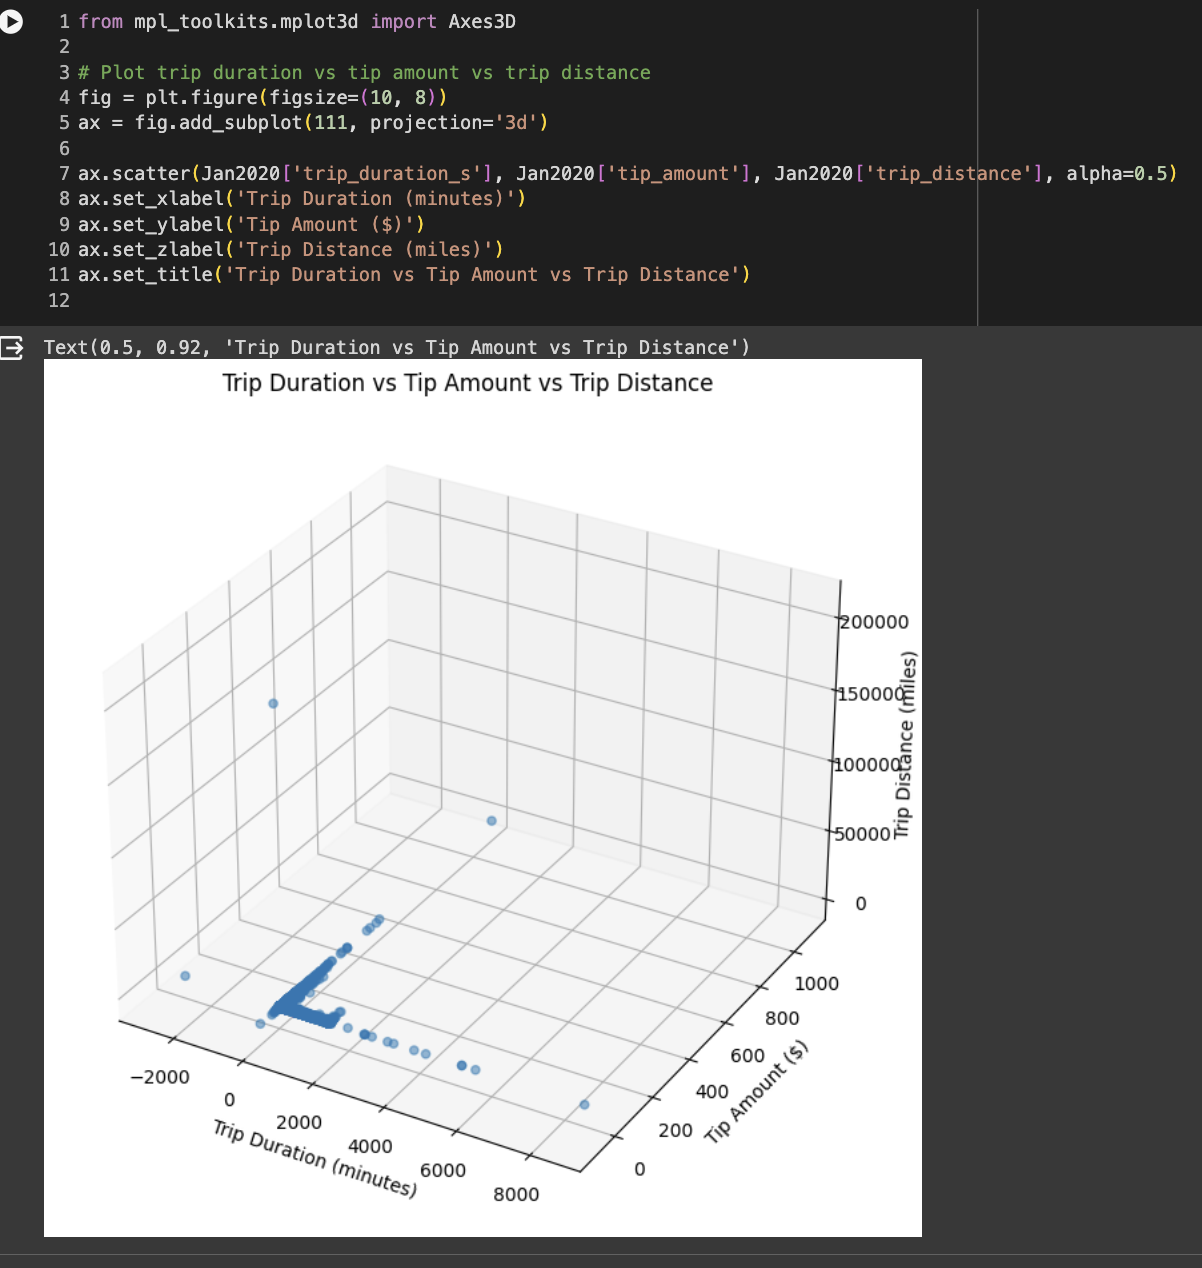 1 from mpl_toolkits.mplot3d import Axes3D
2
3 # Plot trip duration vs tip amount vs trip distance
4 fig = plt.figure(figsize=(10, 8))
5 ax = fig.add_subplot(111, projection='3d')
6
7 ax.scatter(Jan2020['trip_duration_s'], Jan2020['tip_amount'], Jan2020['trip_distance'], alpha=0.5)
8 ax.set_xlabel('Trip Duration (minutes)')
9 ax.set_ylabel('Tip Amount ($)')
10 ax.set_zlabel('Trip Distance (miles)')
11 ax.set_title('Trip Duration vs Tip Amount vs Trip Distance')
12
Text(0.5, 0.92, 'Trip Duration vs Tip Amount vs Trip Distance')
Trip Duration vs Tip Amount vs Trip Distance
200000
150000
100000
50000
0
Trip Distance (miles)
1000
800
600
400
200
0
Tip Amount ($)
−2000
0
2000
4000
6000
8000
Trip Duration (minutes)